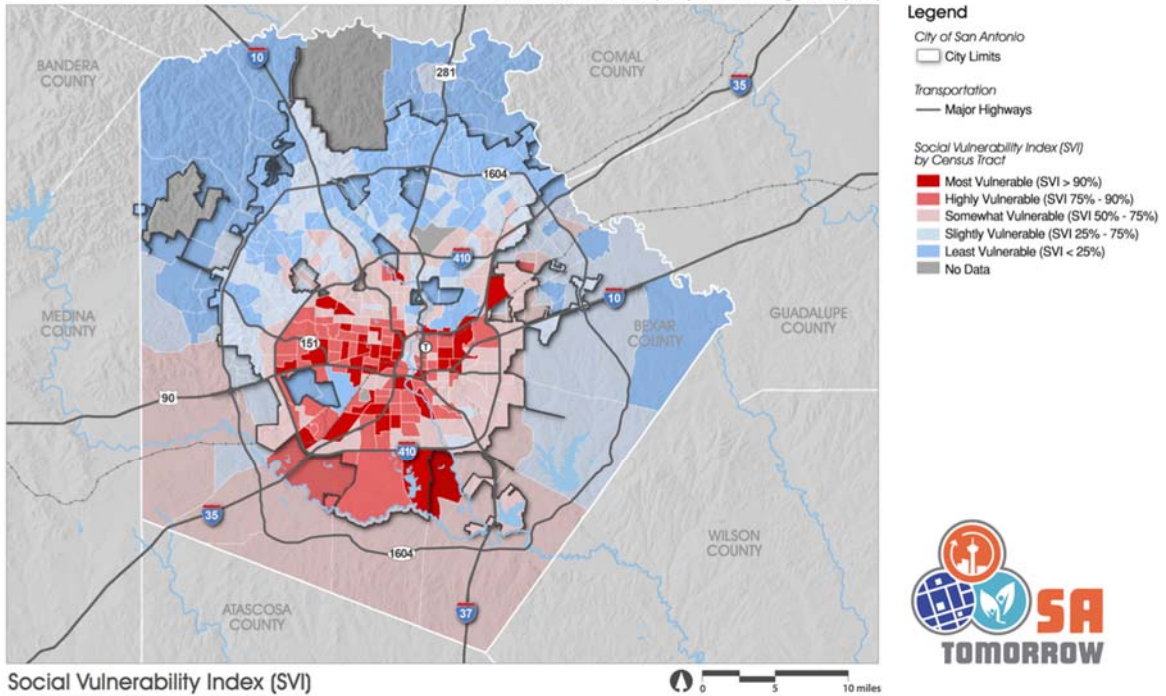 BANDERA
COUNTY
10
281
COMAL
COUNTY
35
1604
410
10
MEDINA
COUNTY
151
T
BEXAR
COUNTY
GUADALUPE
COUNTY
90
410
35
WILSON
COUNTY
1604
ATASCOSA
COUNTY
37
Legend
City of San Antonio
City Limits
Transportation
Major Highways
Social Vulnerability Index (SVI)
by Census Tract
Most Vulnerable (SVI > 90%)
Highly Vulnerable (SVI 75% - 90%)
Somewhat Vulnerable (SVI 50% - 75%)
Slightly Vulnerable (SVI 25% - 75%)
Least Vulnerable (SVI < 25%)
No Data
SA
TOMORROW
Social Vulnerability Index (SVI)
0 5 10 miles